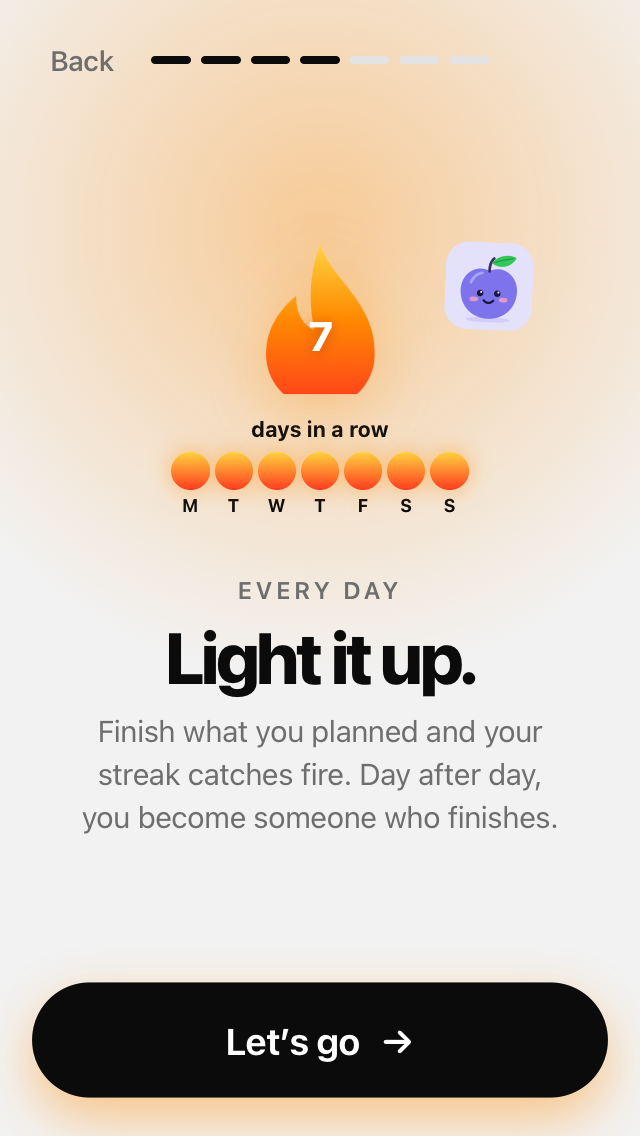 Back
7
days in a row
M T W T F S S
EVERY DAY
Light it up.
Finish what you planned and your
streak catches fire. Day after day,
you become someone who finishes.
Let’s go →